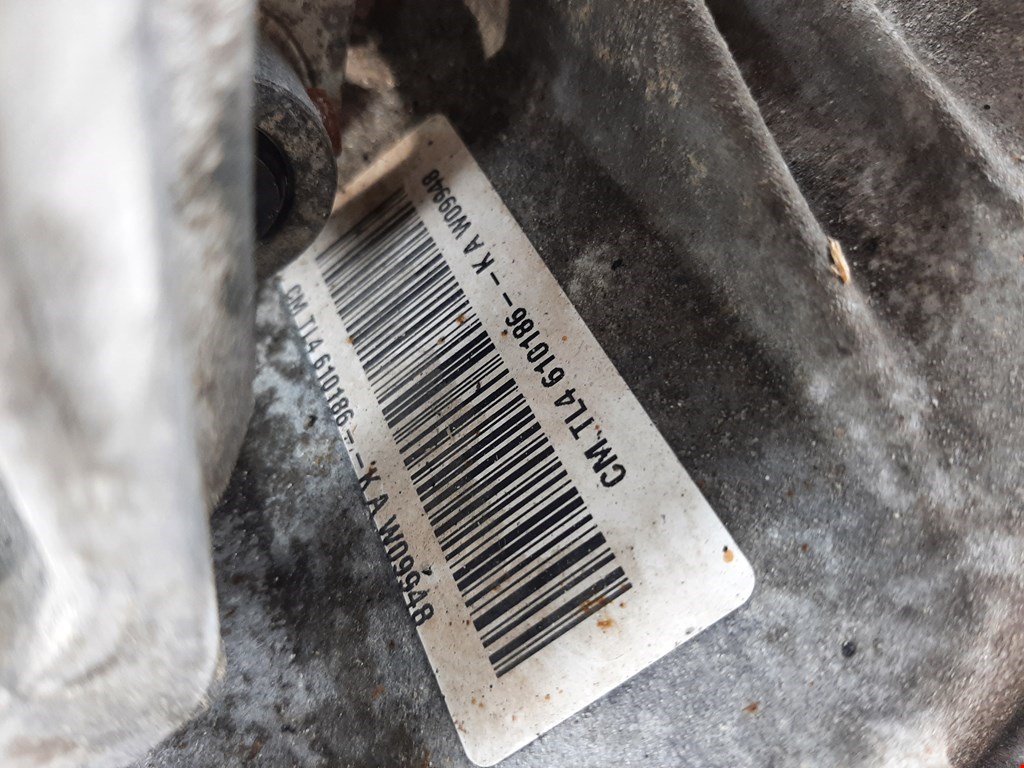 CM TL4 610186 -.- K A W09948
CM. TL4 610186 - - K A W09948